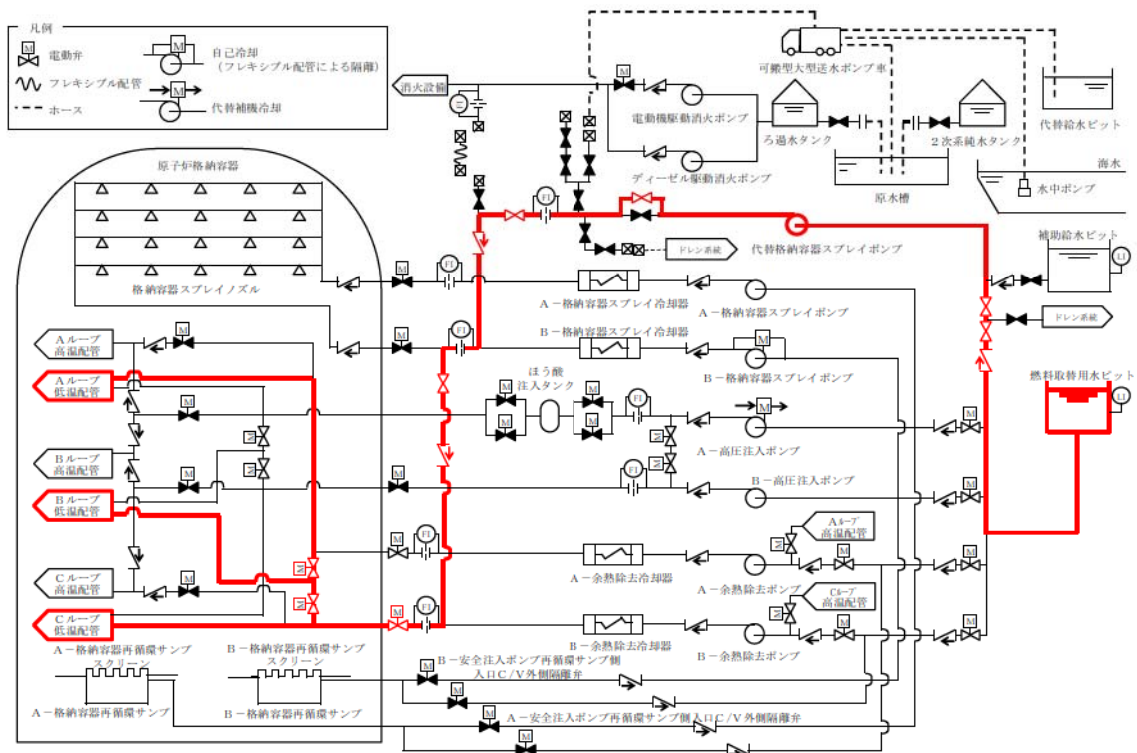 凡例
M
電動弁
フレキシブル配管
ホース
M
自己冷却
(フレキシブル配管による隔離)
M
代替補機冷却
消火設備
M
電動機駆動消火ポンプ
ディーゼル駆動消火ポンプ
可搬型大型送水ポンプ車
ろ過水タンク
2次系純水タンク
代替給水ピット
原水槽
海水
水中ポンプ
原子炉格納容器
格納容器スプレイノズル
FI
代替格納容器スプレイポンプ
ドレン系統
補助給水ピット
LI
ドレン系統
M
FI
A-格納容器スプレイ冷却器
A-格納容器スプレイポンプ
M
FI
B-格納容器スプレイ冷却器
M
B-格納容器スプレイポンプ
燃料取替用水ピット
LI
Aループ
高温配管
M
Aループ
低温配管
M
ほう酸
注入タンク
M
M
M
M
FI
M
A-高圧注入ポンプ
M
Bループ
高温配管
M
M
M
M
M
M
FI
B-高圧注入ポンプ
M
Bループ
低温配管
M
FI
A-余熱除去冷却器
A-余熱除去ポンプ
Aループ
高温配管
M
M
M
M
Cループ
高温配管
M
M
Cループ
低温配管
M
FI
B-余熱除去冷却器
B-余熱除去ポンプ
Cループ
高温配管
M
M
M
A-格納容器再循環サンプ
スクリーン
B-格納容器再循環サンプ
スクリーン
A-格納容器再循環サンプ
B-格納容器再循環サンプ
B-安全注入ポンプ再循環サンプ側
入口C/V外側隔離弁
M
M
A-安全注入ポンプ再循環サンプ側入口C/V外側隔離弁
M
M